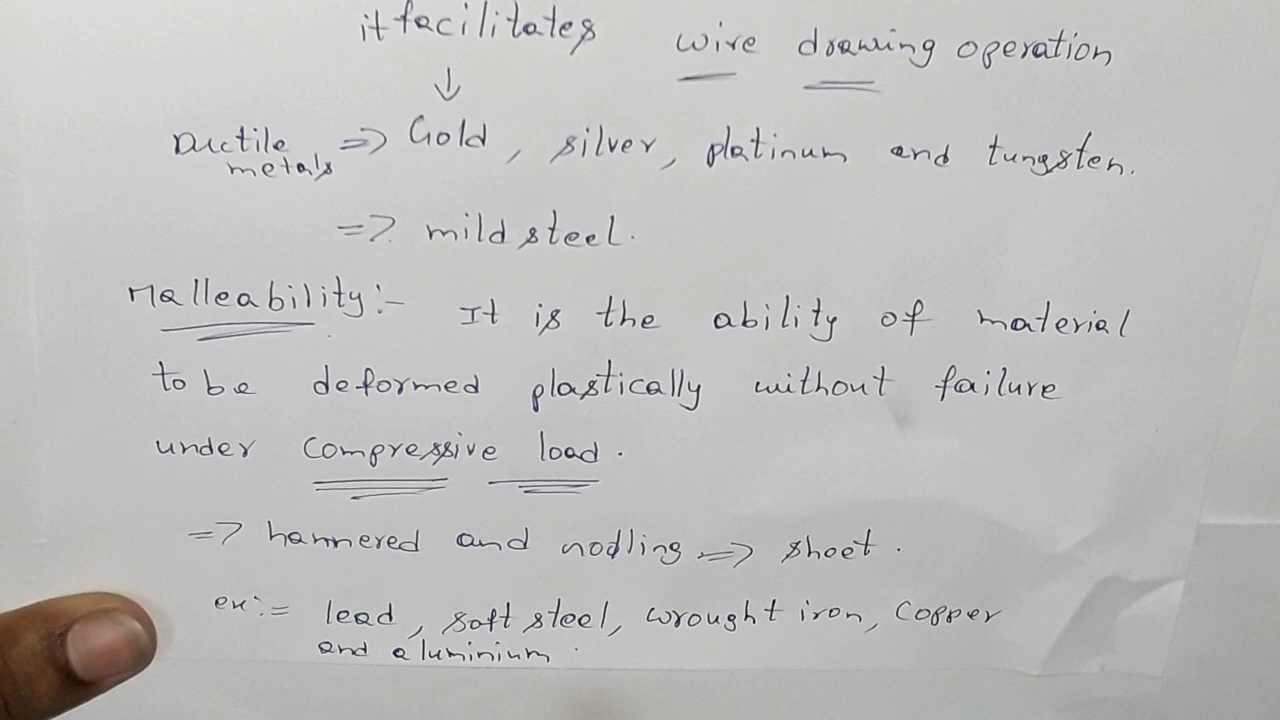 it facilitates wire drawing operation
↓
Ductile metals => Gold, silver, platinum and tungsten.
=> mild steel.
Malleability:- It is the ability of material
to be deformed plastically without failure
under compressive load.
=> hammered and rodling => sheet.
ex:= lead, soft steel, wrought iron, copper
and aluminium.